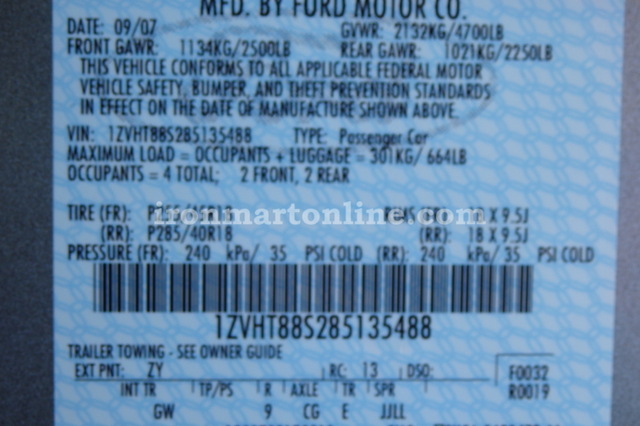 MFD. BY FORD MOTOR CO.
DATE: 09/07 GVWR: 2132KG/4700LB
FRONT GAWR: 1134KG/2500LB REAR GAWR: 1021KG/2250LB
THIS VEHICLE CONFORMS TO ALL APPLICABLE FEDERAL MOTOR
VEHICLE SAFETY, BUMPER, AND THEFT PREVENTION STANDARDS
IN EFFECT ON THE DATE OF MANUFACTURE SHOWN ABOVE.
VIN: 1ZVHT88S285135488 TYPE: Passenger Car
MAXIMUM LOAD = OCCUPANTS + LUGGAGE = 301KG/ 664LB
OCCUPANTS = 4 TOTAL; 2 FRONT, 2 REAR
TIRE (FR): X 9.5J
ironmartonline.com
(RR): P285/40R18 (RR): 18 X 9.5J
PRESSURE (FR): 240 kPa/ 35 PSI COLD (RR): 240 kPa/ 35 PSI COLD
1ZVHT88S285135488
TRAILER TOWING - SEE OWNER GUIDE
EXT PNT: ZY RC: 13 DSO: F0032
INT TR TP/PS R AXLE TR SPR R0019
GW 9 CG E JJLL